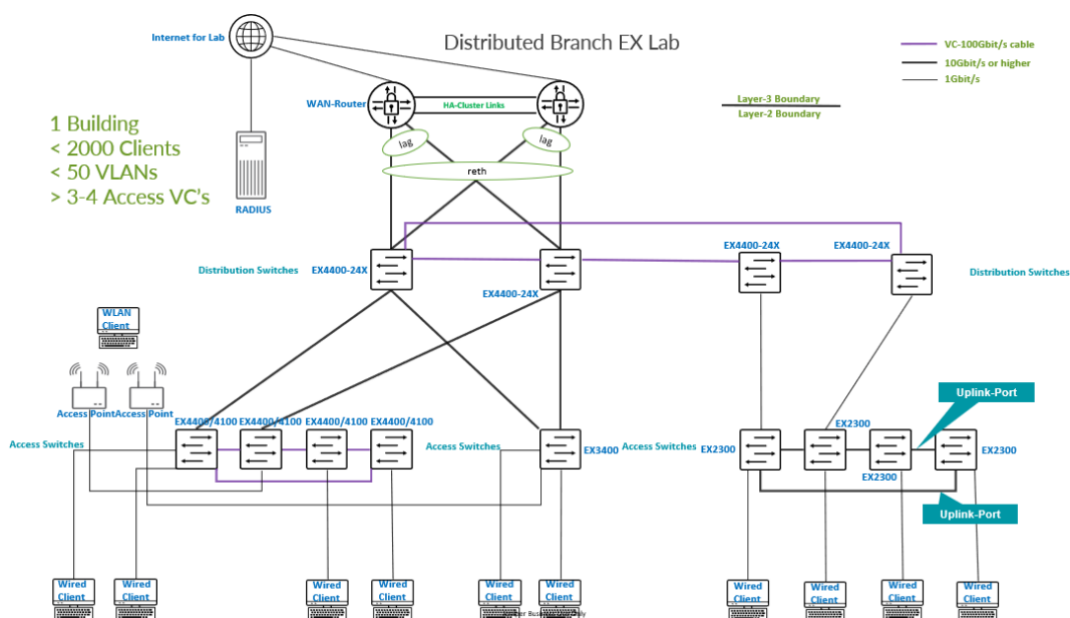 Internet for Lab
Distributed Branch EX Lab
VC-100Gbit/s cable
10Gbit/s or higher
1Gbit/s
WAN-Router
HA-Cluster Links
Layer-3 Boundary
Layer-2 Boundary
1 Building
< 2000 Clients
< 50 VLANs
> 3-4 Access VC's
lag
lag
reth
RADIUS
EX4400-24X
EX4400-24X
Distribution Switches
EX4400-24X
Distribution Switches
EX4400-24X
WLAN
Client
Uplink-Port
Access Point
Access Point
EX4400/4100
EX4400/4100
EX4400/4100
EX4400/4100
EX2300
Access Switches
Access Switches
EX3400
Access Switches
EX2300
EX2300
EX2300
Uplink-Port
Wired
Client
Wired
Client
Wired
Client
Wired
Client
Wired
Client
Wired
Client
Wired
Client
Wired
Client
Wired
Client
Wired
Client